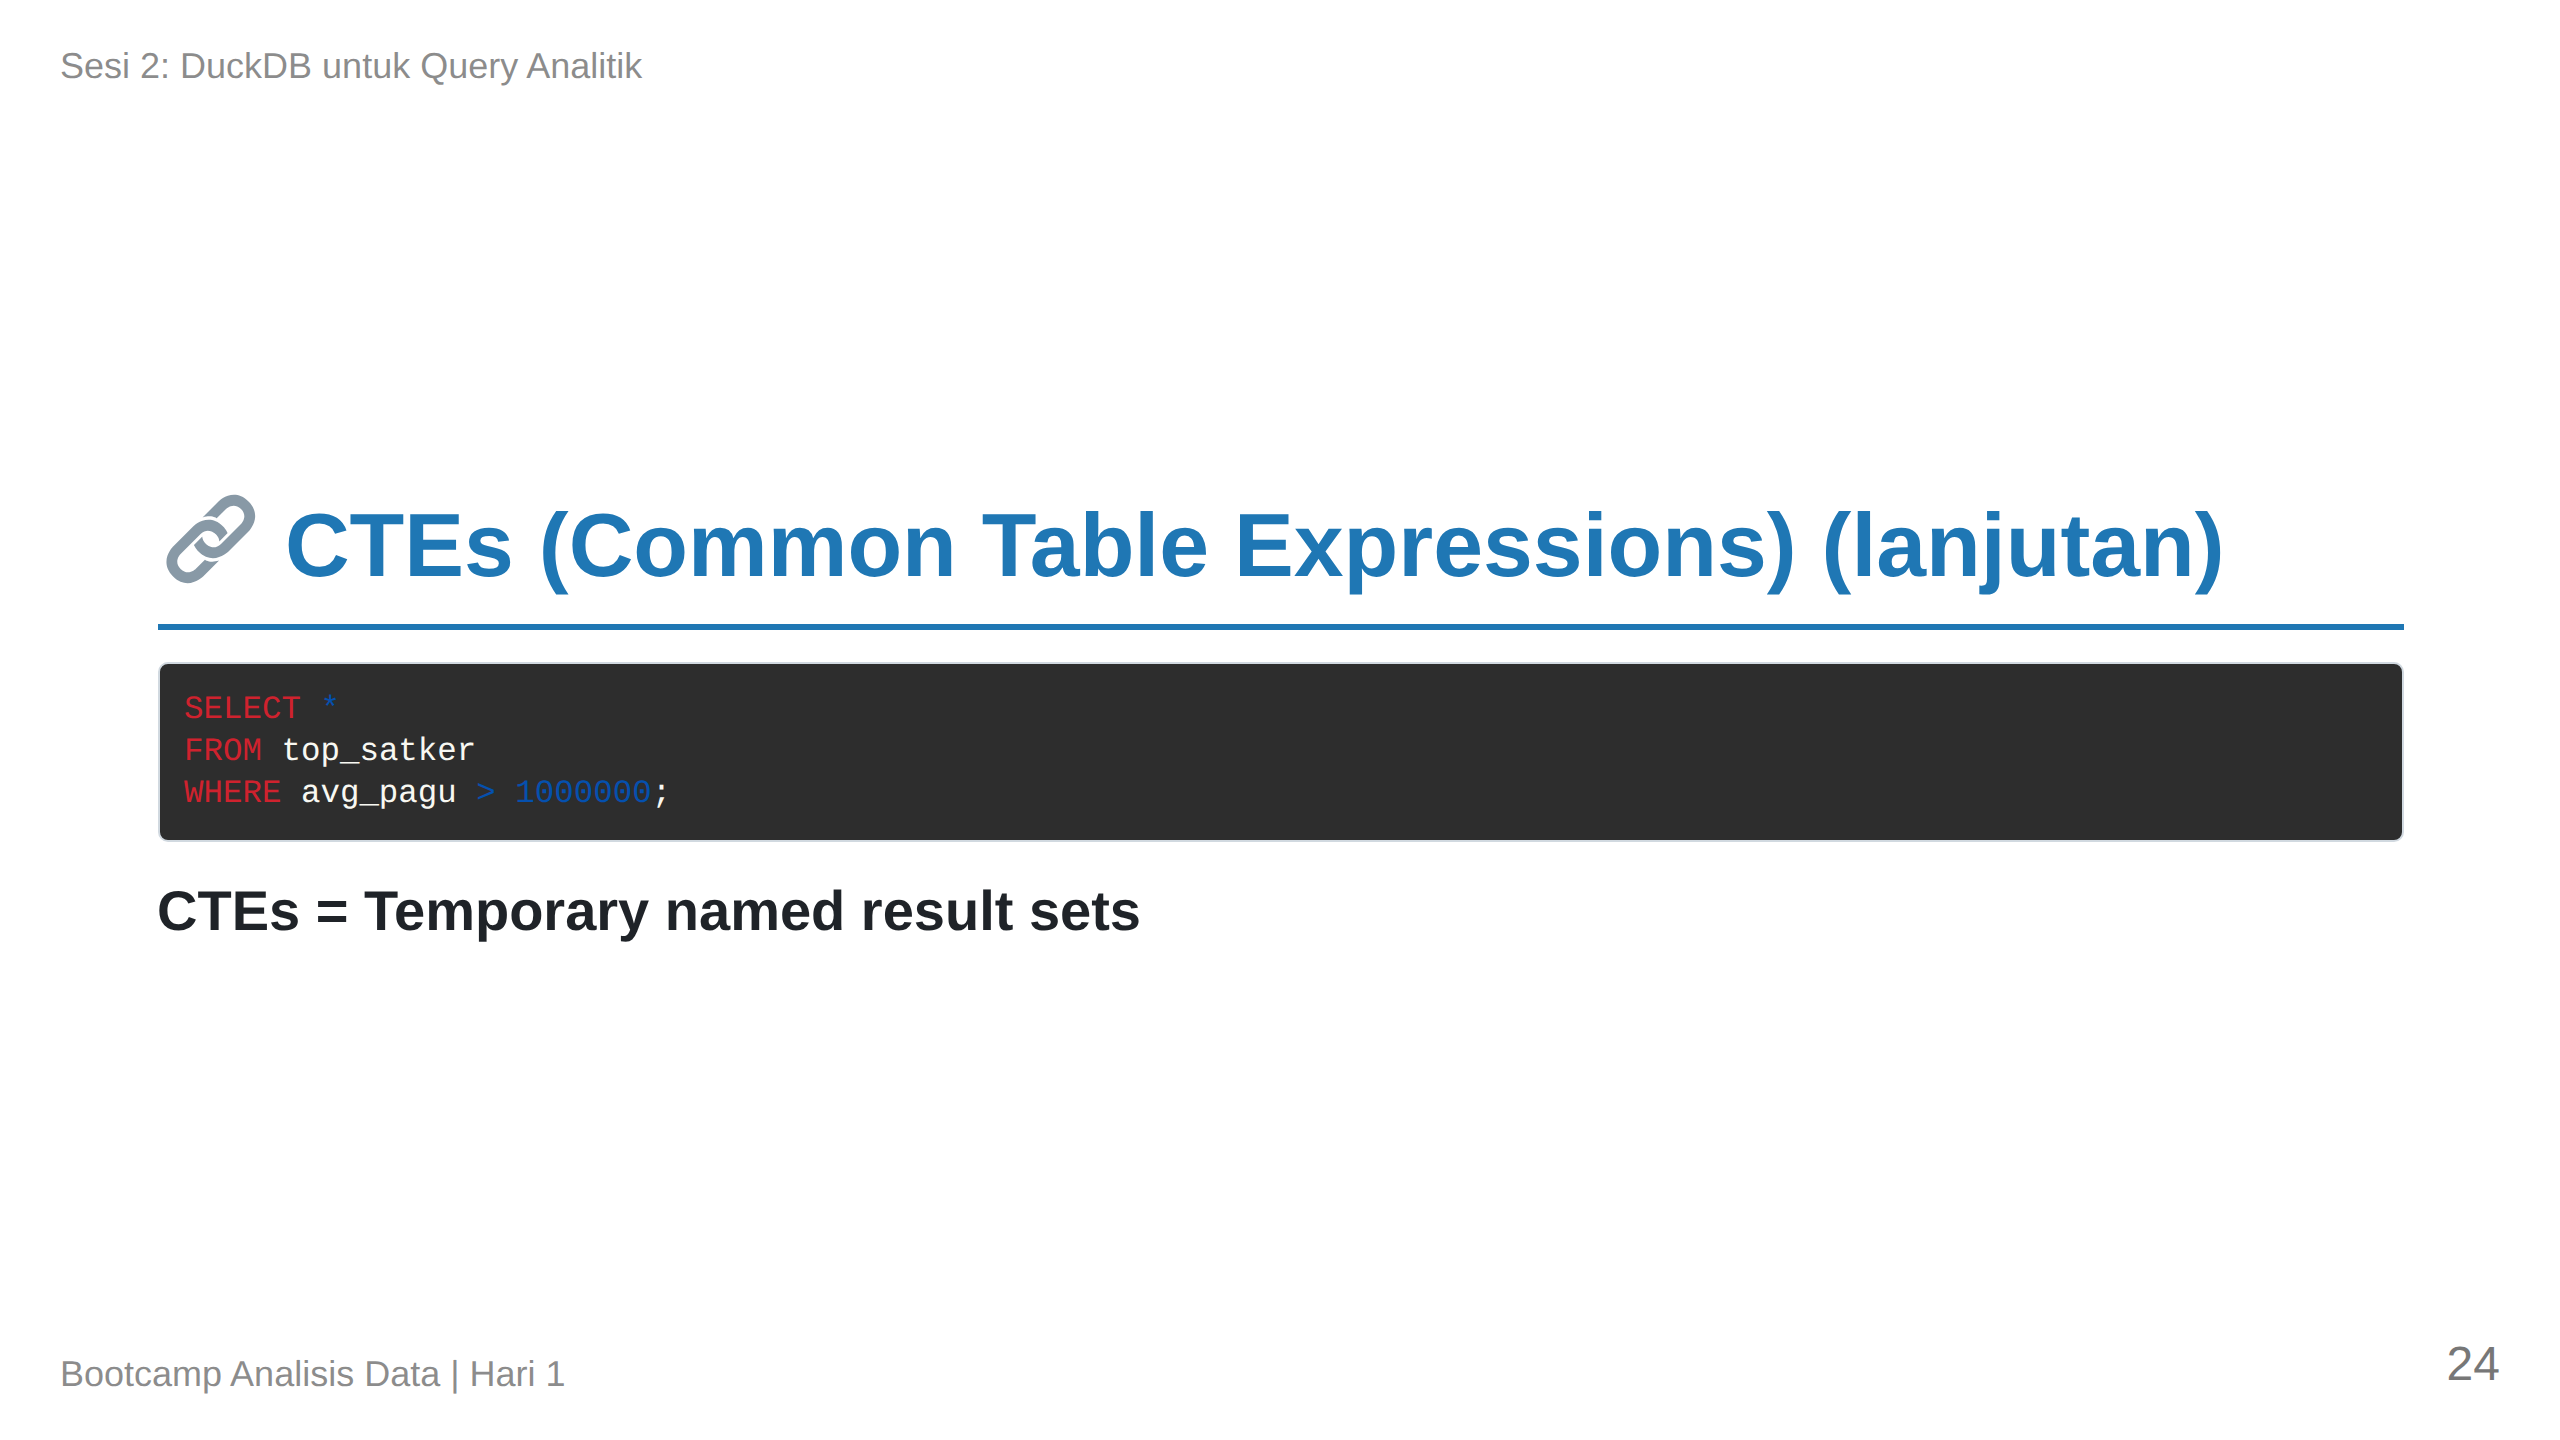 Sesi 2: DuckDB untuk Query Analitik
🔗 CTEs (Common Table Expressions) (lanjutan)
SELECT *
FROM top_satker
WHERE avg_pagu > 1000000;
CTEs = Temporary named result sets
Bootcamp Analisis Data | Hari 1
24